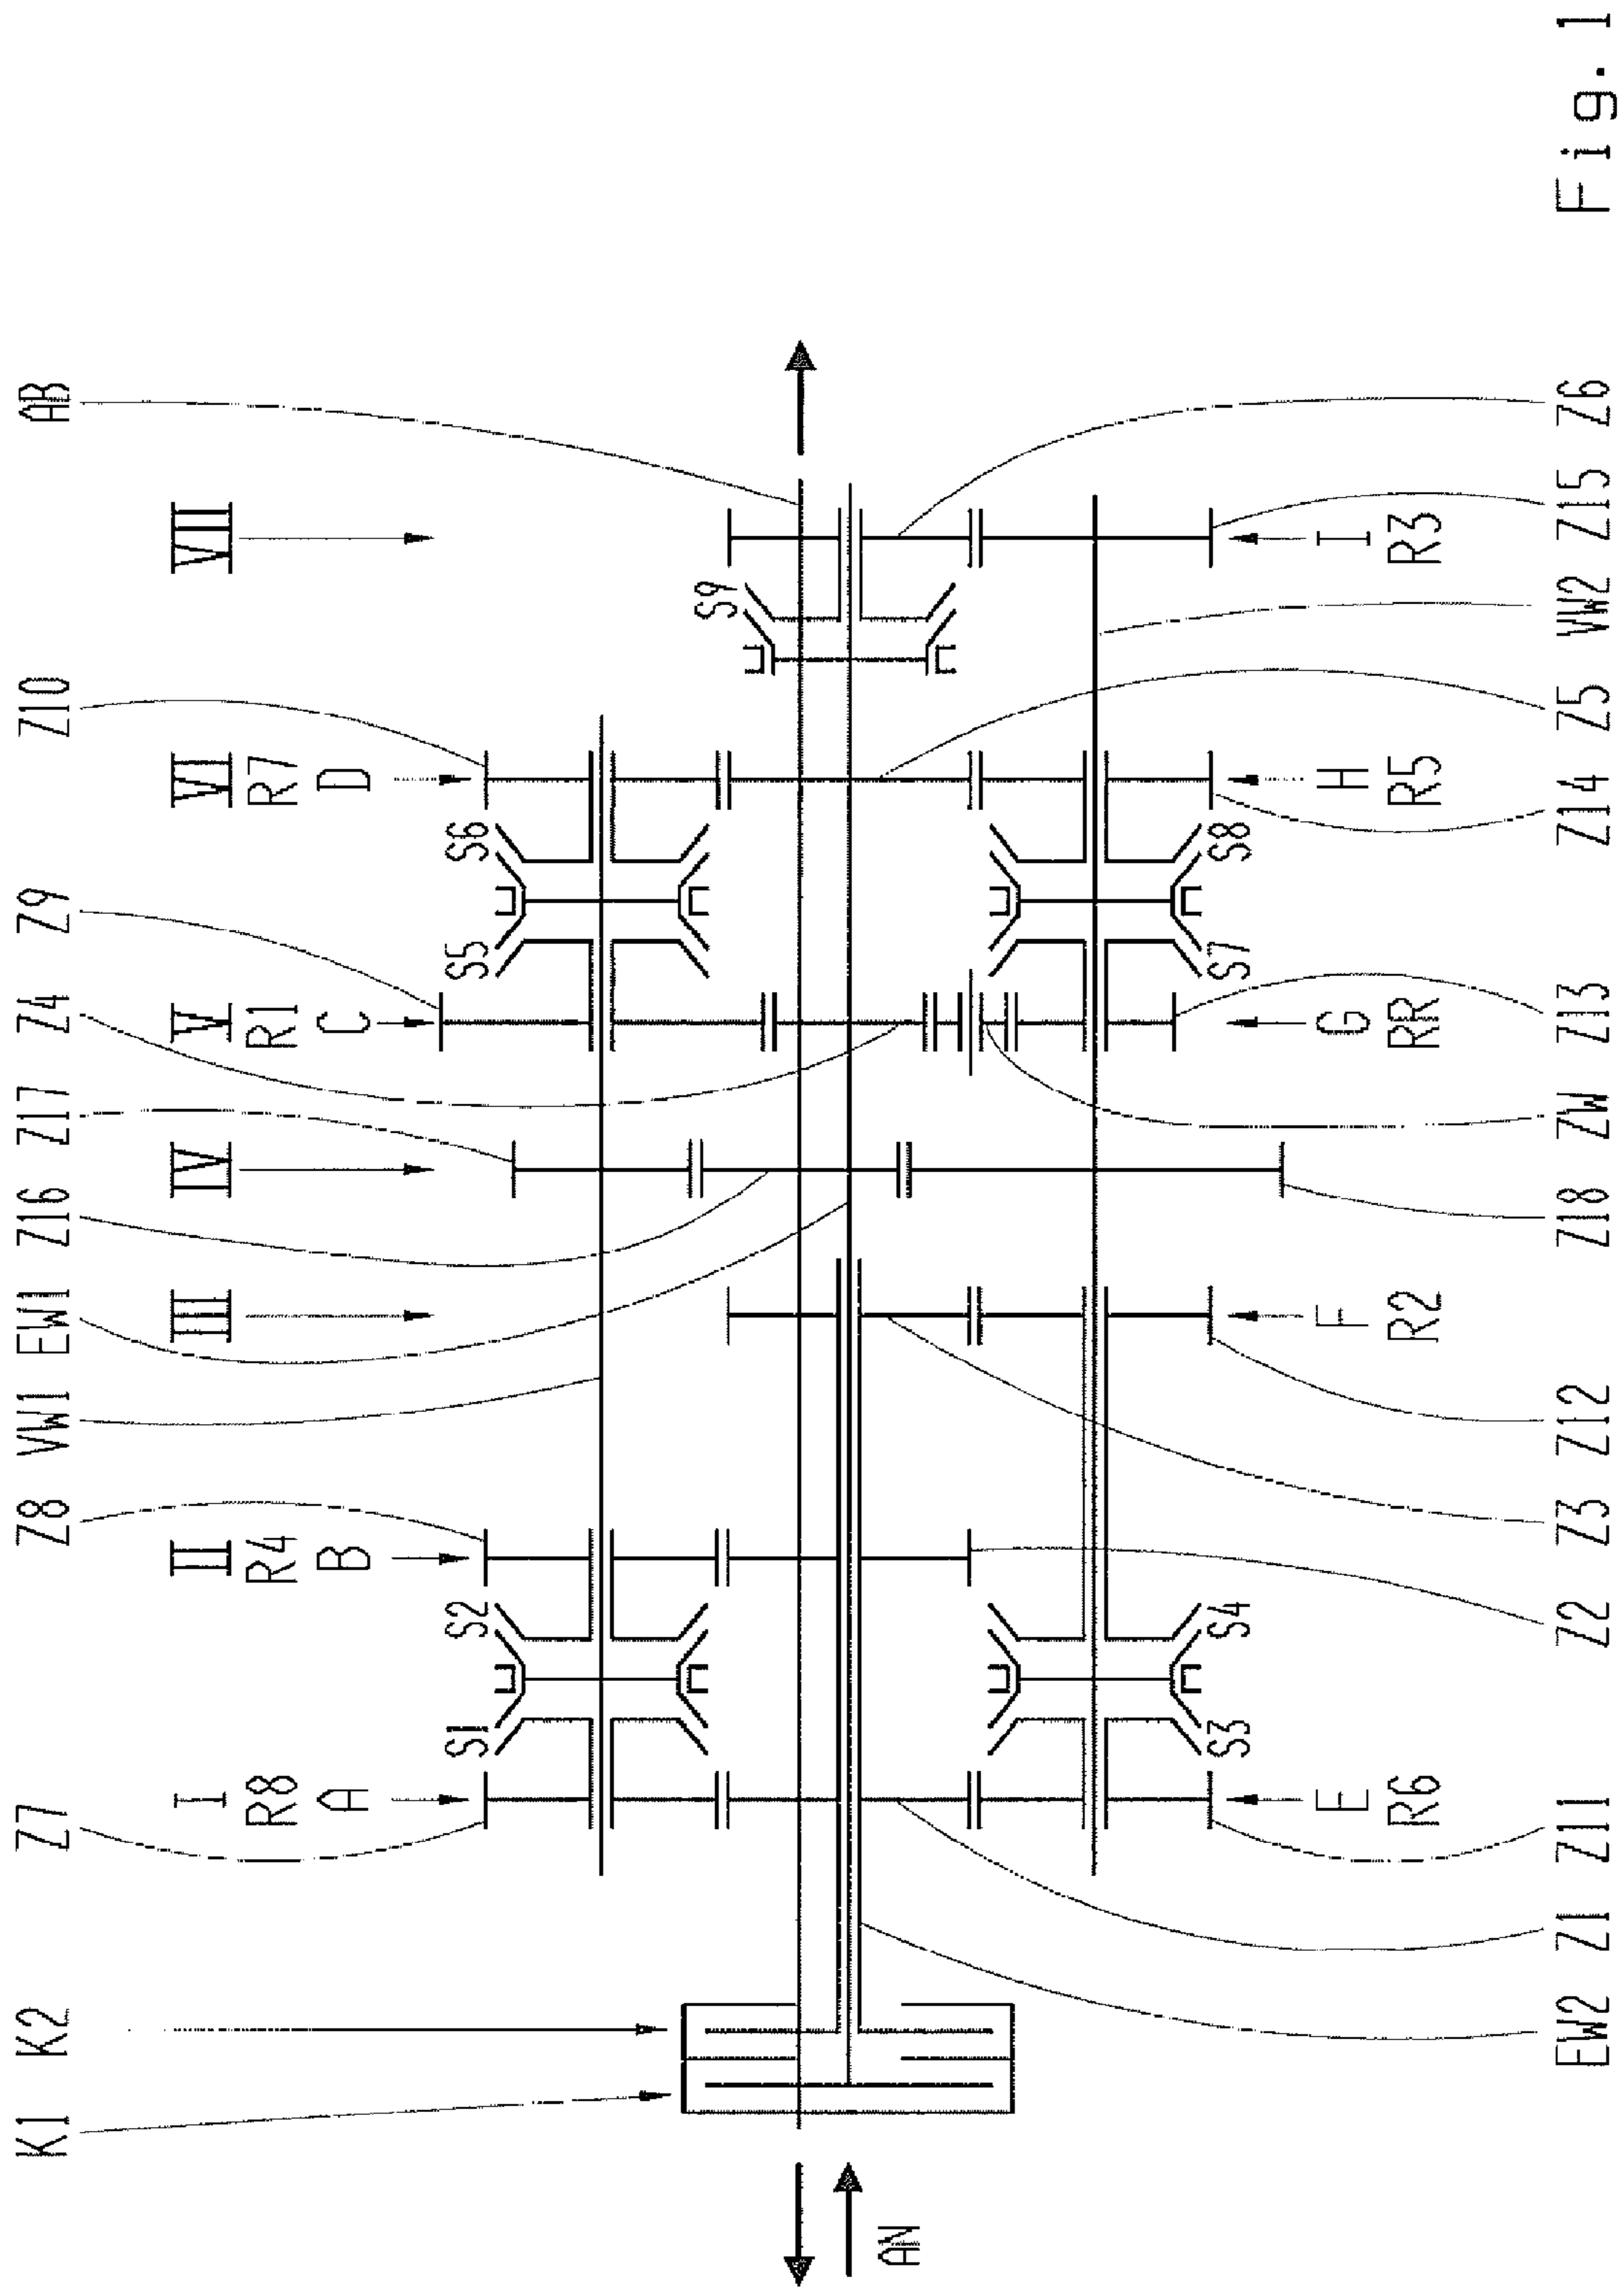 K1 K2 Z7 Z8 VW1 EW1 Z16 Z17 Z4 Z9 Z10 AB
I II III IV V VI VII
R8 R4 R1 R7
A B C D
S1 S2 S5 S6
S9
AN
S3 S4 S7 S8
E F G H I
R6 R2 RR R5 R3
EW2 Z1 Z11 Z2 Z3 Z12 Z18 ZW Z13 Z14 Z5 VW2 Z15 Z6
Fig. 1